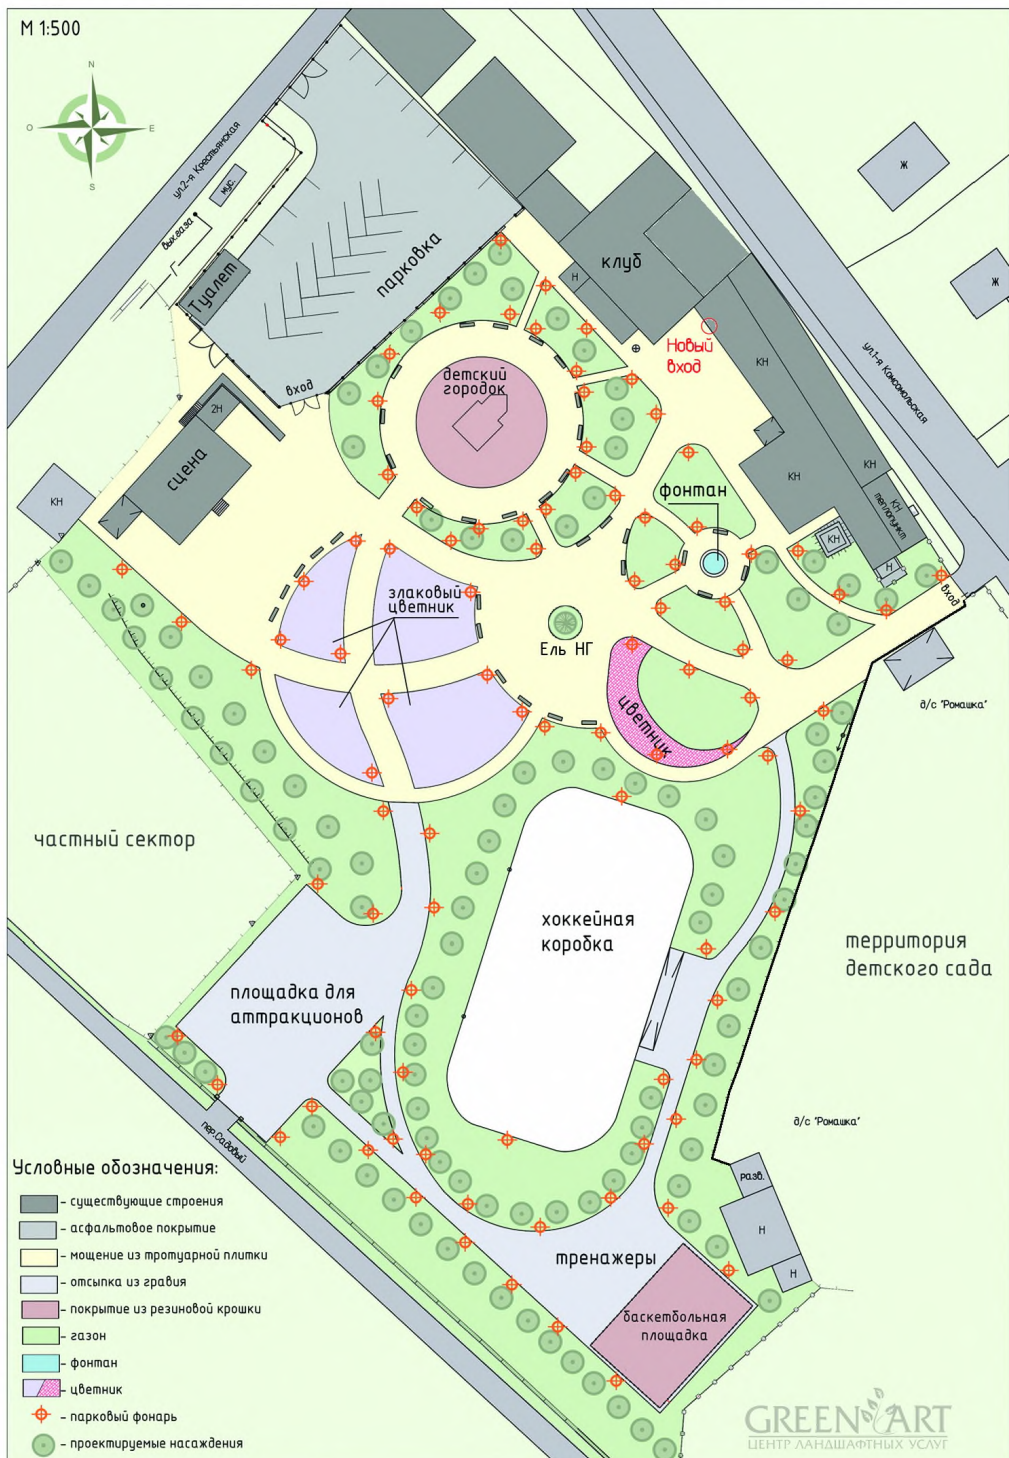 М 1:500
N
O
E
S
ул.2-я Крестьянская
мус.
вых.газа
Туалет
парковка
вход
клуб
Н
Новый
вход
КН
Ж
Ж
ул.1-я Комсомольская
детский
городок
2Н
сцена
КН
фонтан
КН
КН
КН
теплопункт
КН
Н
вход
злаковый
цветник
Ель НГ
цветник
д/с "Ромашка"
частный сектор
хоккейная
коробка
территория
детского сада
площадка для
аттракционов
пер.Садовый
д/с "Ромашка"
разв.
Н
Н
тренажеры
баскетбольная
площадка
Условные обозначения:
- существующие строения
- асфальтовое покрытие
- мощение из тротуарной плитки
- отсыпка из гравия
- покрытие из резиновой крошки
- газон
- фонтан
- цветник
- парковый фонарь
- проектируемые насаждения
GREEN ART
ЦЕНТР ЛАНДШАФТНЫХ УСЛУГ